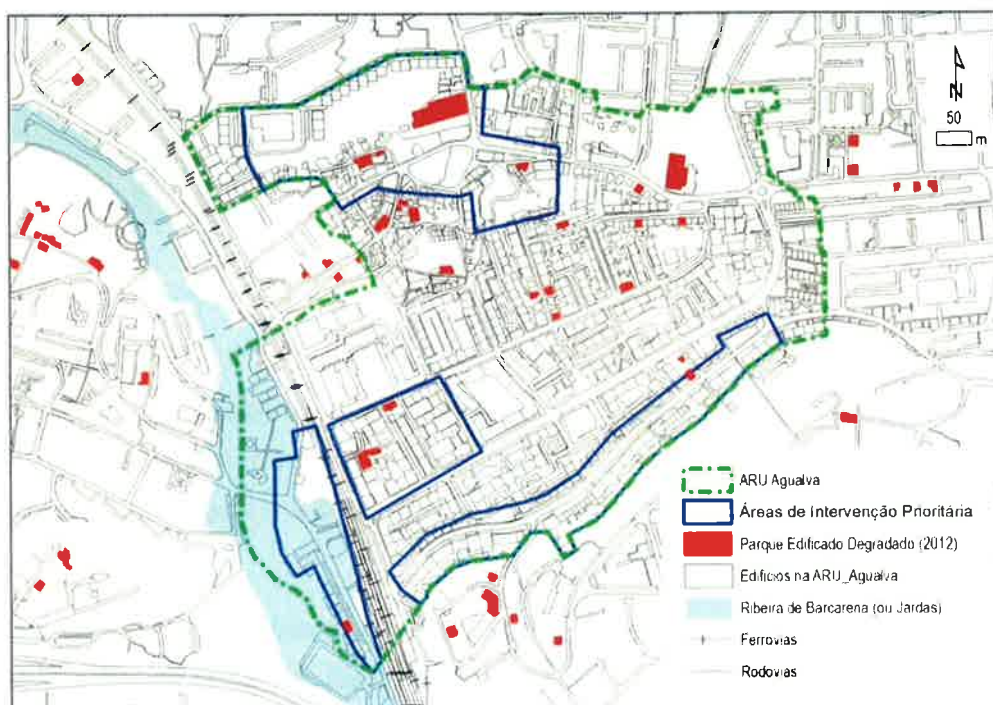 N
50
m
ARU Agualva
Áreas de Intervenção Prioritária
Parque Edificado Degradado (2012)
Edifícios na ARU_Agualva
Ribeira de Barcarena (ou Jardas)
Ferrovias
Rodovias